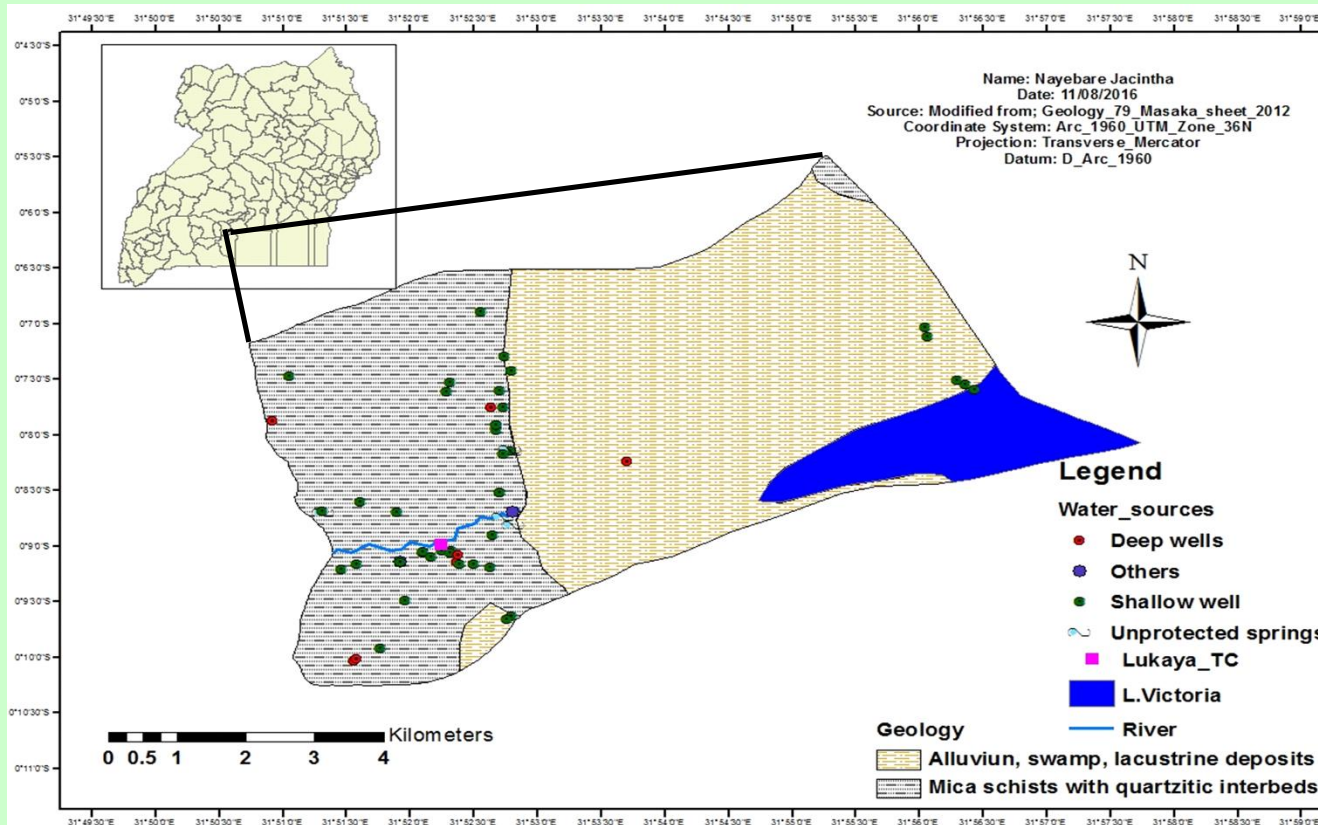 31°49'30"E 31°50'0"E 31°50'30"E 31°51'0"E 31°51'30"E 31°52'0"E 31°52'30"E 31°53'0"E 31°53'30"E 31°54'0"E 31°54'30"E 31°55'0"E 31°55'30"E 31°56'0"E 31°56'30"E 31°57'0"E 31°57'30"E 31°58'0"E 31°58'30"E 31°59'0
0°4'30"S
0°5'0"S
0°5'30"S
0°6'0"S
0°6'30"S
0°7'0"S
0°7'30"S
0°8'0"S
0°8'30"S
0°9'0"S
0°9'30"S
0°10'0"S
0°10'30"S
0°11'0"S
Name: Nayebare Jacintha
Date: 11/08/2016
Source: Modified from; Geology_79_Masaka_sheet_2012
Coordinate System: Arc_1960_UTM_Zone_36N
Projection: Transverse_Mercator
Datum: D_Arc_1960
N
Legend
Water_sources
Deep wells
Others
Shallow well
Unprotected springs
Lukaya_TC
L.Victoria
River
Geology
Alluviun, swamp, lacustrine deposits
Mica schists with quartzitic interbeds
Kilometers
0 0.5 1 2 3 4
31°49'30"E 31°50'0"E 31°50'30"E 31°51'0"E 31°51'30"E 31°52'0"E 31°52'30"E 31°53'0"E 31°53'30"E 31°54'0"E 31°54'30"E 31°55'0"E 31°55'30"E 31°56'0"E 31°56'30"E 31°57'0"E 31°57'30"E 31°58'0"E 31°58'30"E 31°59'0